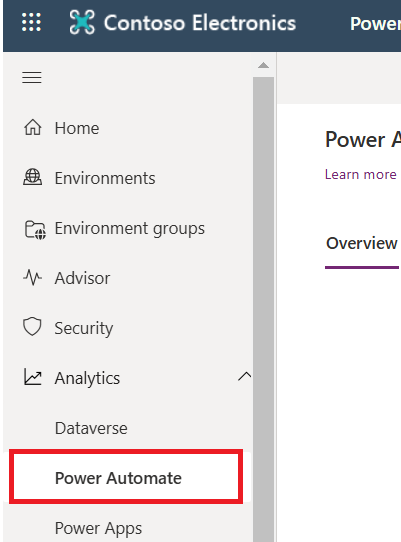 Contoso Electronics
Power
Home
Environments
Environment groups
Advisor
Security
Analytics
Dataverse
Power Automate
Power Apps
Power A
Learn more
Overview